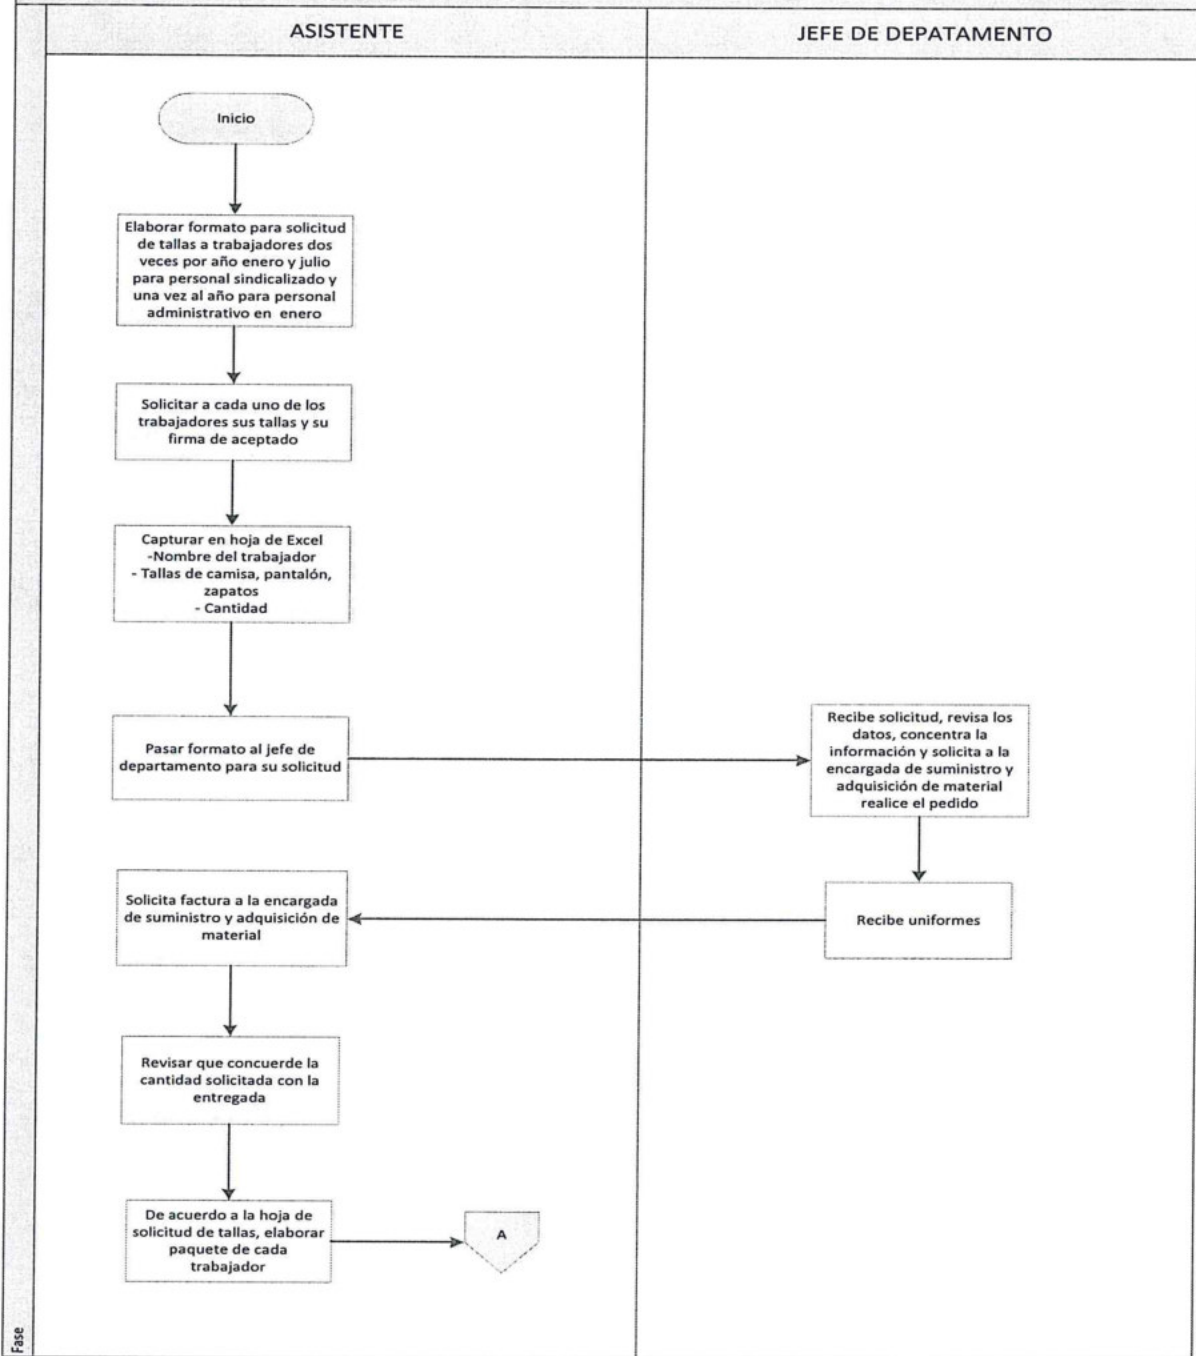 ASISTENTE
JEFE DE DEPATAMENTO
Inicio
Elaborar formato para solicitud
de tallas a trabajadores dos
veces por año enero y julio
para personal sindicalizado y
una vez al año para personal
administrativo en enero
Solicitar a cada uno de los
trabajadores sus tallas y su
firma de aceptado
Capturar en hoja de Excel
-Nombre del trabajador
- Tallas de camisa, pantalón,
zapatos
- Cantidad
Pasar formato al jefe de
departamento para su solicitud
Recibe solicitud, revisa los
datos, concentra la
información y solicita a la
encargada de suministro y
adquisición de material
realice el pedido
Recibe uniformes
Solicita factura a la encargada
de suministro y adquisición de
material
Revisar que concuerde la
cantidad solicitada con la
entregada
De acuerdo a la hoja de
solicitud de tallas, elaborar
paquete de cada
trabajador
A
Fase